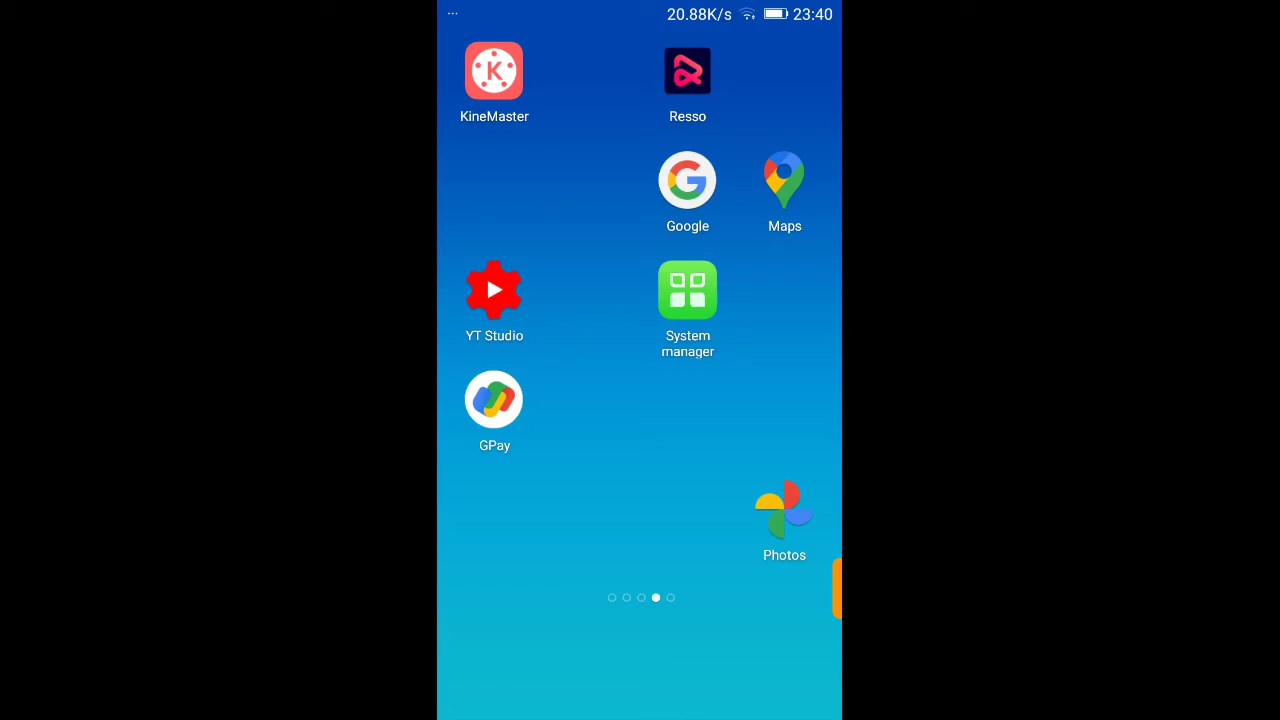 ... 20.88K/s 23:40
K
KineMaster Resso
Google Maps
YT Studio System
manager
GPay
Photos